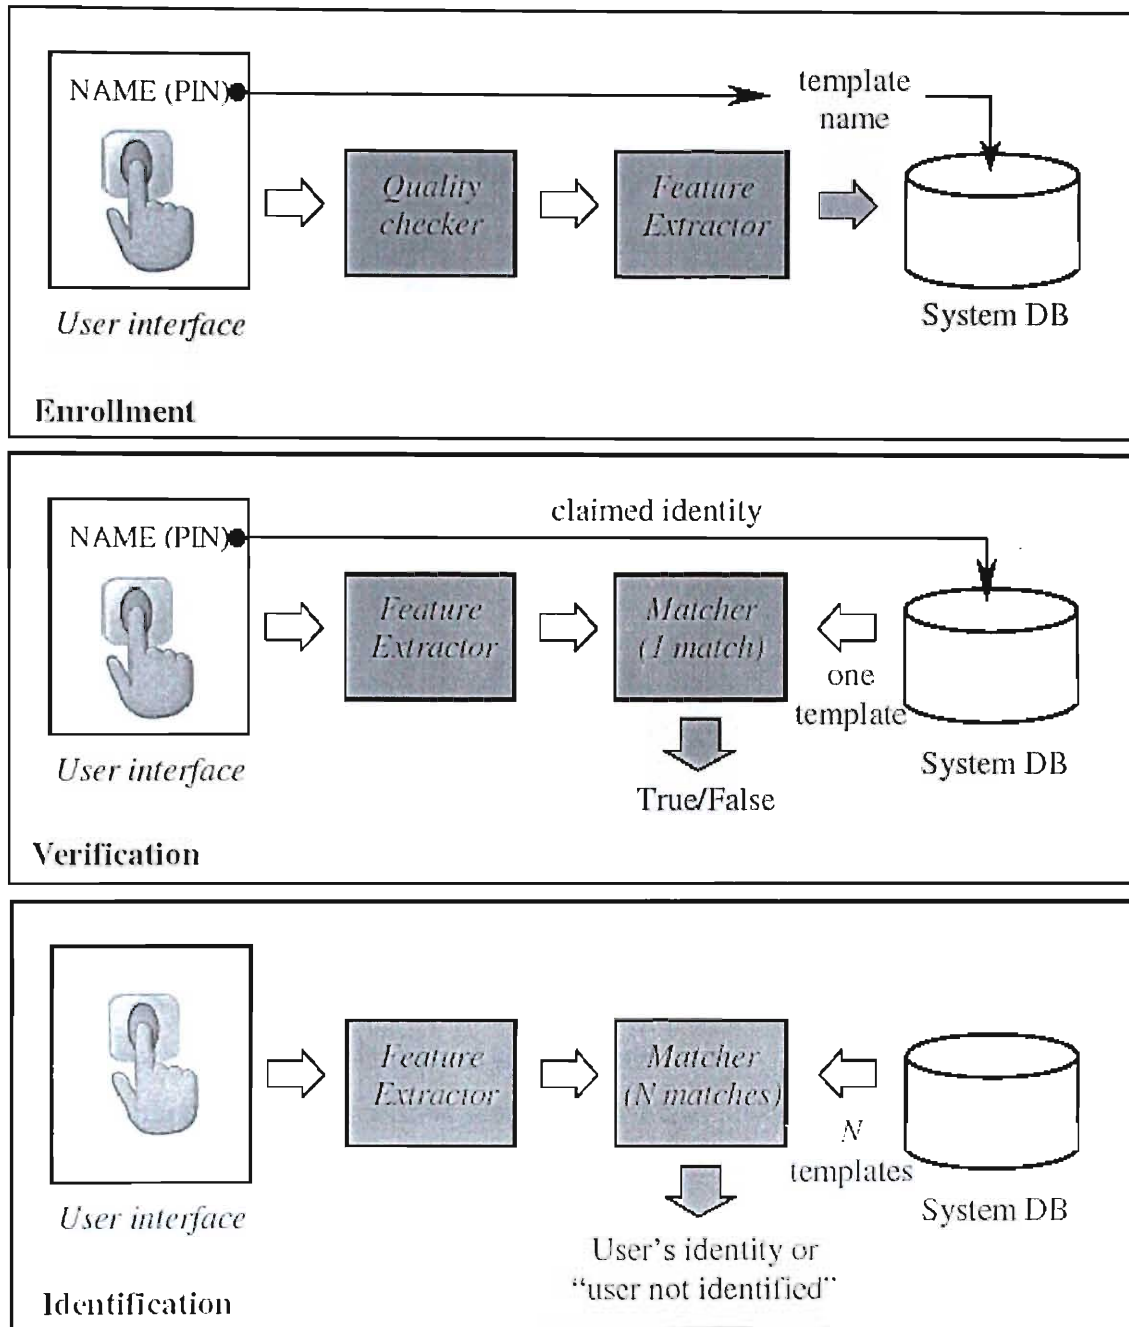 NAME (PIN)
template
name
Quality
checker
Feature
Extractor
User interface
System DB
Enrollment
claimed identity
NAME (PIN)
Feature
Extractor
Matcher
(1 match)
one
template
User interface
True/False
System DB
Verification
Feature
Extractor
Matcher
(N matches)
N
templates
User interface
System DB
User's identity or
“user not identified”
Identification